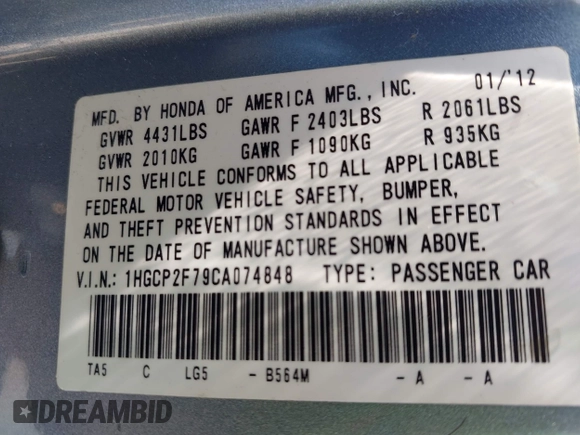 MFD. BY HONDA OF AMERICA MFG., INC. 01/'12
GVWR 4431LBS GAWR F 2403LBS R 2061LBS
GVWR 2010KG GAWR F 1090KG R 935KG
THIS VEHICLE CONFORMS TO ALL APPLICABLE
FEDERAL MOTOR VEHICLE SAFETY, BUMPER,
AND THEFT PREVENTION STANDARDS IN EFFECT
ON THE DATE OF MANUFACTURE SHOWN ABOVE.
V.I.N.: 1HGCP2F79CA074848 TYPE: PASSENGER CAR
TA5 C LG5 - B564M - A - A
DREAMBID